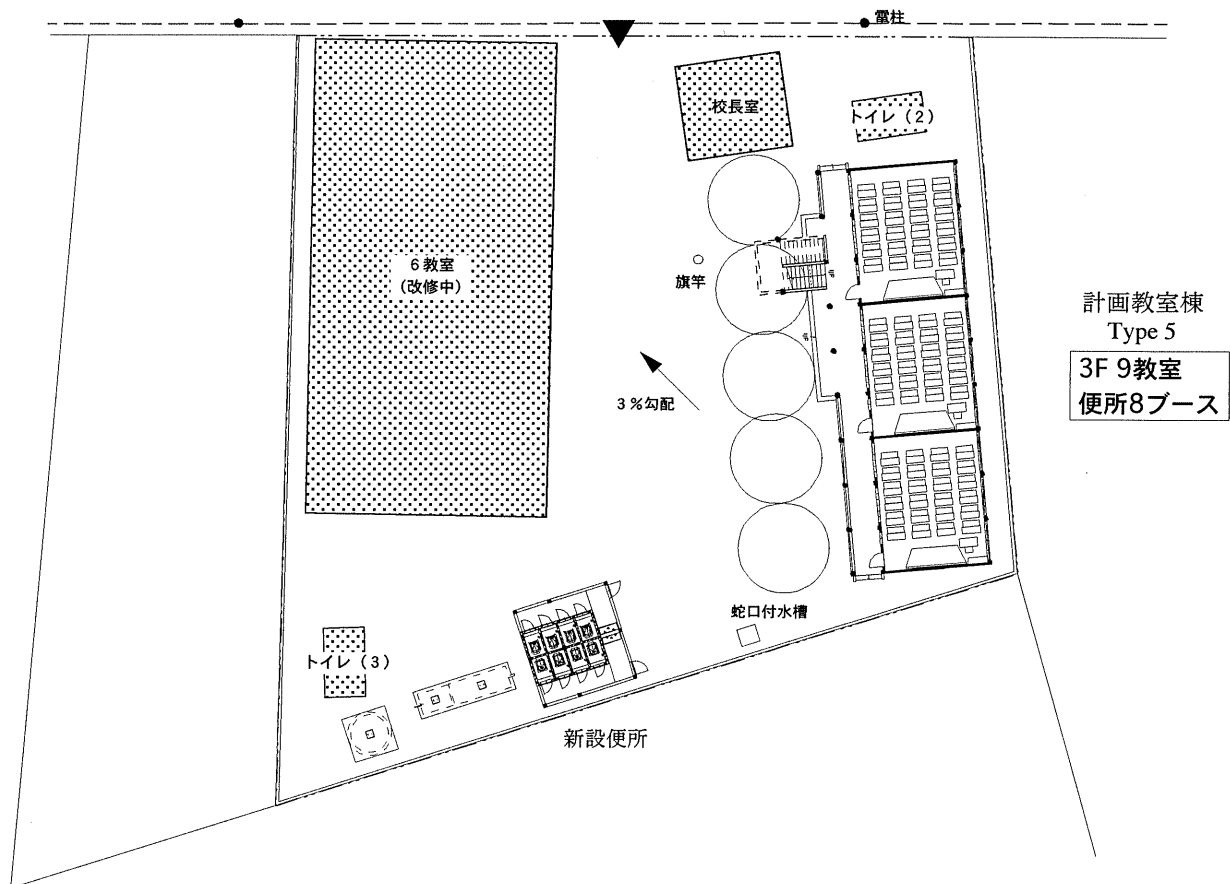 電柱
校長室
トイレ（2）
6教室
（改修中）
旗竿
計画教室棟
Type 5
3F 9教室
便所8ブース
3％勾配
蛇口付水槽
トイレ（3）
新設便所